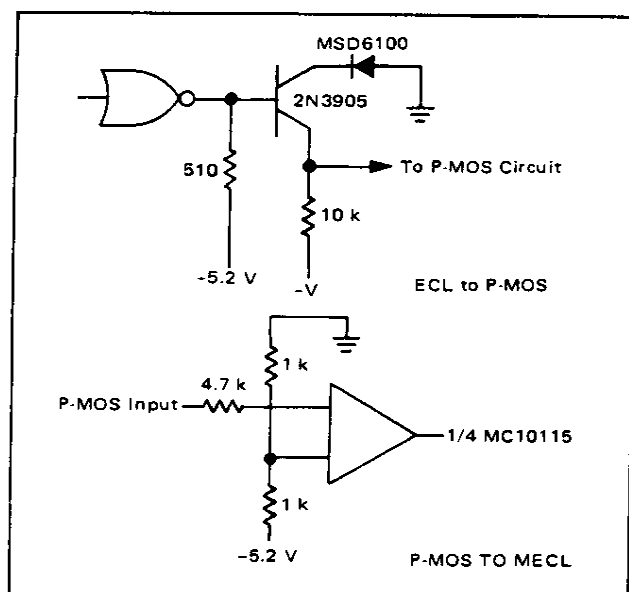 MSD6100
2N3905
510
To P-MOS Circuit
10 k
-5.2 V
-V
ECL to P-MOS
1 k
4.7 k
P-MOS Input
1/4 MC10115
1 k
-5.2 V
P-MOS TO MECL